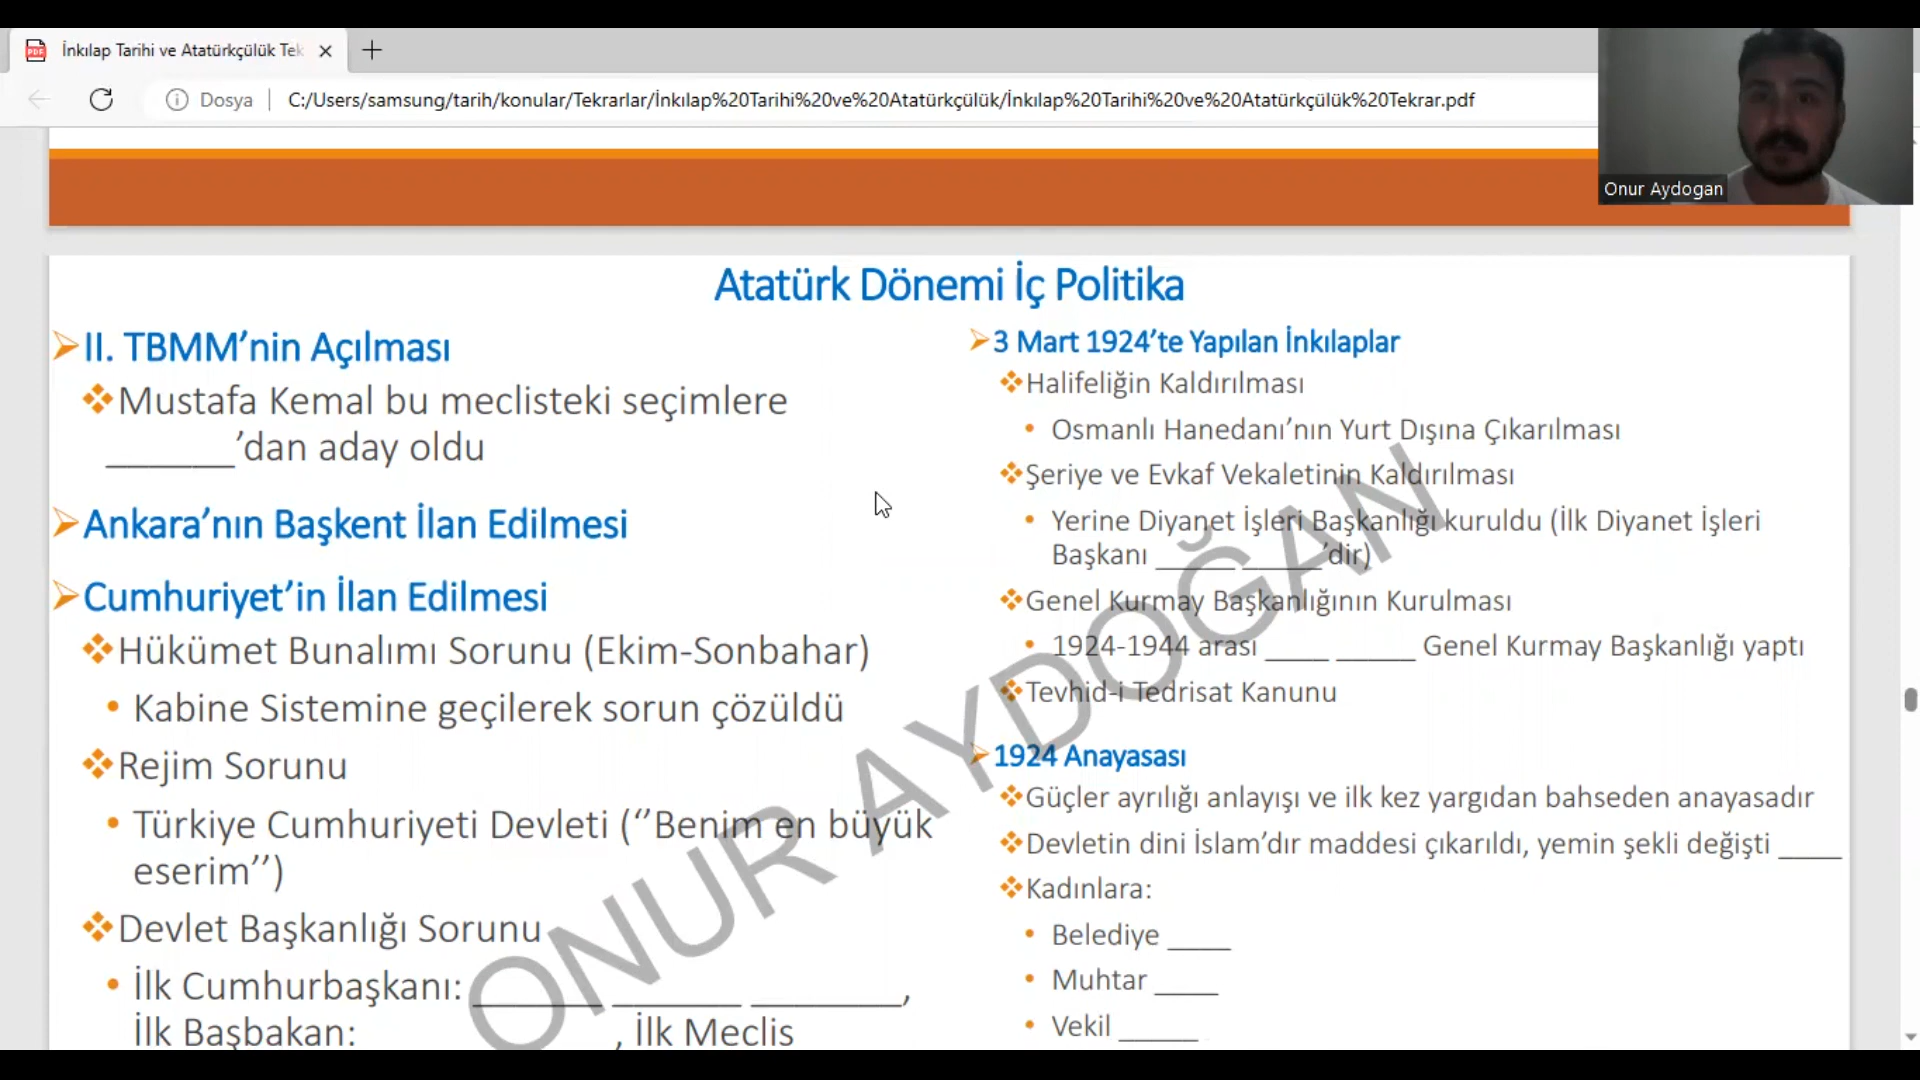 İnkılap Tarihi ve Atatürkçülük Tek
Dosya
C:/Users/samsung/tarih/konular/Tekrarlar/İnkılap%20Tarihi%20ve%20Atatürkçülük/İnkılap%20Tarihi%20ve%20Atatürkçülük%20Tekrar.pdf
Onur Aydogan
Atatürk Dönemi İç Politika
II. TBMM’nin Açılması
Mustafa Kemal bu meclisteki seçimlere
______’dan aday oldu
Ankara’nın Başkent İlan Edilmesi
Cumhuriyet’in İlan Edilmesi
Hükümet Bunalımı Sorunu (Ekim-Sonbahar)
• Kabine Sistemine geçilerek sorun çözüldü
Rejim Sorunu
• Türkiye Cumhuriyeti Devleti (‘’Benim en büyük
eserim’’)
Devlet Başkanlığı Sorunu
• İlk Cumhurbaşkanı: ______ ______ _______,
İlk Başbakan: ____________, İlk Meclis
3 Mart 1924’te Yapılan İnkılaplar
Halifeliğin Kaldırılması
• Osmanlı Hanedanı’nın Yurt Dışına Çıkarılması
Şeriye ve Evkaf Vekaletinin Kaldırılması
• Yerine Diyanet İşleri Başkanlığı kuruldu (İlk Diyanet İşleri
Başkanı _____ _____’dir)
Genel Kurmay Başkanlığının Kurulması
• 1924-1944 arası ____ _____ Genel Kurmay Başkanlığı yaptı
Tevhid-i Tedrisat Kanunu
1924 Anayasası
Güçler ayrılığı anlayışı ve ilk kez yargıdan bahseden anayasadır
Devletin dini İslam’dır maddesi çıkarıldı, yemin şekli değişti ____
Kadınlara:
• Belediye ____
• Muhtar ____
• Vekil _____
ONUR AYDOĞAN